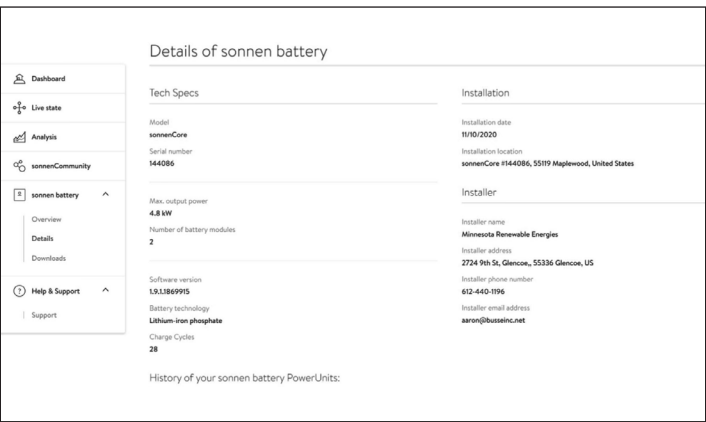 Details of sonnen battery
Dashboard
Live state
Analysis
sonnenCommunity
sonnen battery
Overview
Details
Downloads
Help & Support
Support
Tech Specs
Model
sonnenCore
Serial number
144086
Max. output power
4.8 kW
Number of battery modules
2
Software version
1.9.1.1869915
Battery technology
Lithium-iron phosphate
Charge Cycles
28
History of your sonnen battery PowerUnits:
Installation
Installation date
11/10/2020
Installation location
sonnenCore #144086, 55119 Maplewood, United States
Installer
Installer name
Minnesota Renewable Energies
Installer address
2724 9th St, Glencoe,, 55336 Glencoe, US
Installer phone number
612-440-1196
Installer email address
aaron@busseinc.net